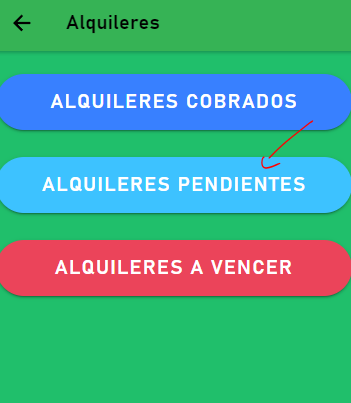 Alquileres
ALQUILERES COBRADOS
ALQUILERES PENDIENTES
ALQUILERES A VENCER